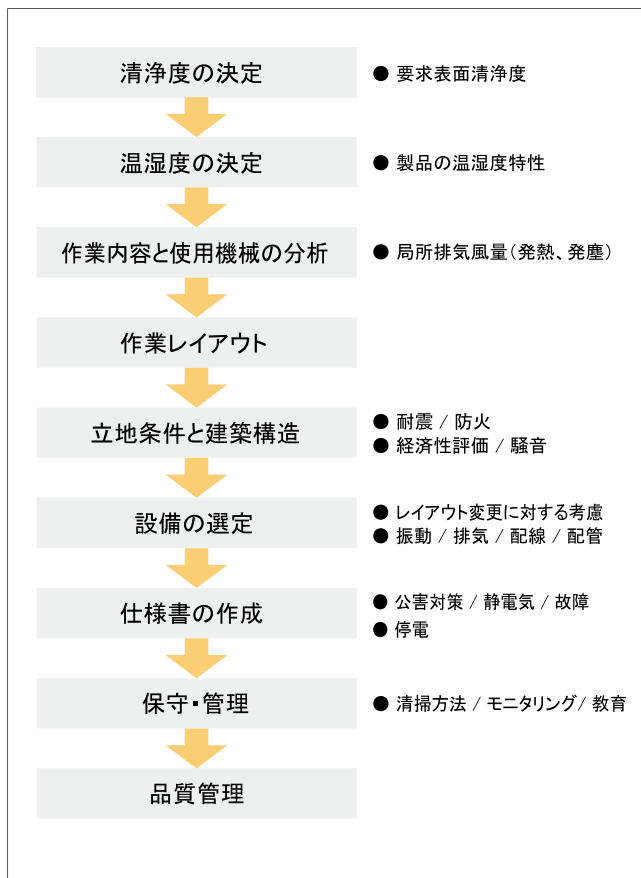 清浄度の決定
● 要求表面清浄度
温湿度の決定
● 製品の温湿度特性
作業内容と使用機械の分析
● 局所排気風量（発熱、発塵）
作業レイアウト
立地条件と建築構造
● 耐震 / 防火
● 経済性評価 / 騒音
設備の選定
● レイアウト変更に対する考慮
● 振動 / 排気 / 配線 / 配管
仕様書の作成
● 公害対策 / 静電気 / 故障
● 停電
保守・管理
● 清掃方法 / モニタリング/ 教育
品質管理